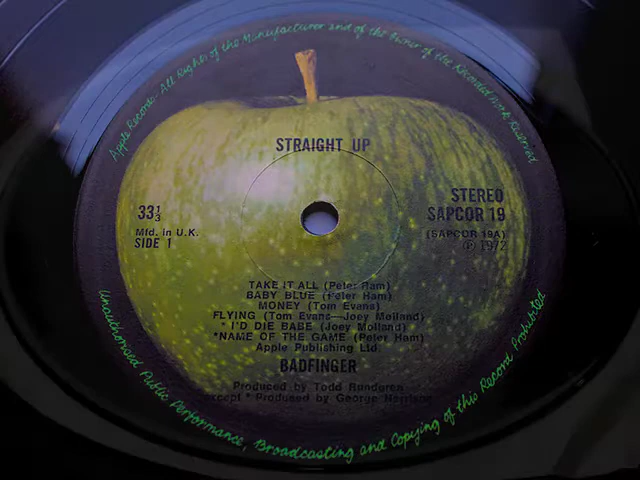 Apple Records-All Rights of the Manufacturer and of the Owner of the Recorded Work Reserved
STRAIGHT UP
33⅓
Mfd. in U.K.
SIDE 1
STEREO
SAPCOR 19
(SAPCOR 19A)
℗ 1972
TAKE IT ALL (Peter Ham)
BABY BLUE (Peter Ham)
MONEY (Tom Evans)
FLYING (Tom Evans—Joey Molland)
* I'D DIE BABE (Joey Molland)
*NAME OF THE GAME (Peter Ham)
Apple Publishing Ltd.
BADFINGER
Produced by Todd Rundgren
except * Produced by George Harrison
Unauthorised Public Performance, Broadcasting and Copying of this Record Prohibited